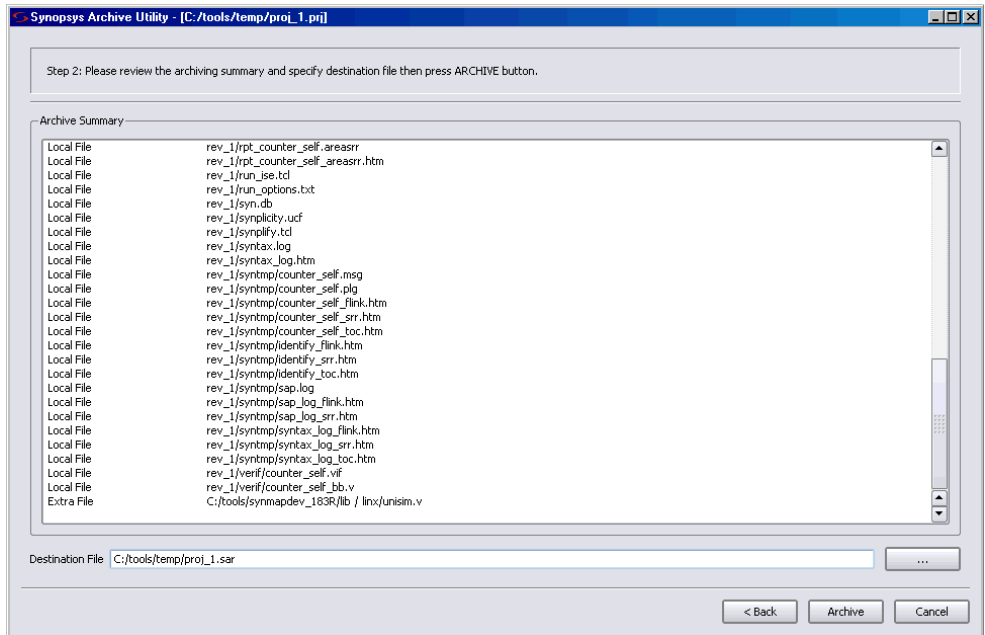 Synopsys Archive Utility - [C:/tools/temp/proj_1.prj]
Step 2: Please review the archiving summary and specify destination file then press ARCHIVE button.
Archive Summary
Local File rev_1/rpt_counter_self.areasrr
Local File rev_1/rpt_counter_self_areasrr.htm
Local File rev_1/run_ise.tcl
Local File rev_1/run_options.txt
Local File rev_1/syn.db
Local File rev_1/synplicity.ucf
Local File rev_1/synplify.tcl
Local File rev_1/syntax.log
Local File rev_1/syntax_log.htm
Local File rev_1/syntmp/counter_self.msg
Local File rev_1/syntmp/counter_self.plg
Local File rev_1/syntmp/counter_self_flink.htm
Local File rev_1/syntmp/counter_self_srr.htm
Local File rev_1/syntmp/counter_self_toc.htm
Local File rev_1/syntmp/identify_flink.htm
Local File rev_1/syntmp/identify_srr.htm
Local File rev_1/syntmp/identify_toc.htm
Local File rev_1/syntmp/sap.log
Local File rev_1/syntmp/sap_log_flink.htm
Local File rev_1/syntmp/sap_log_srr.htm
Local File rev_1/syntmp/syntax_log_flink.htm
Local File rev_1/syntmp/syntax_log_srr.htm
Local File rev_1/syntmp/syntax_log_toc.htm
Local File rev_1/verif/counter_self.vif
Local File rev_1/verif/counter_self_bb.v
Extra File C:/tools/synmapdev_183R/lib / linx/unisim.v
Destination File C:/tools/temp/proj_1.sar ...
< Back Archive Cancel